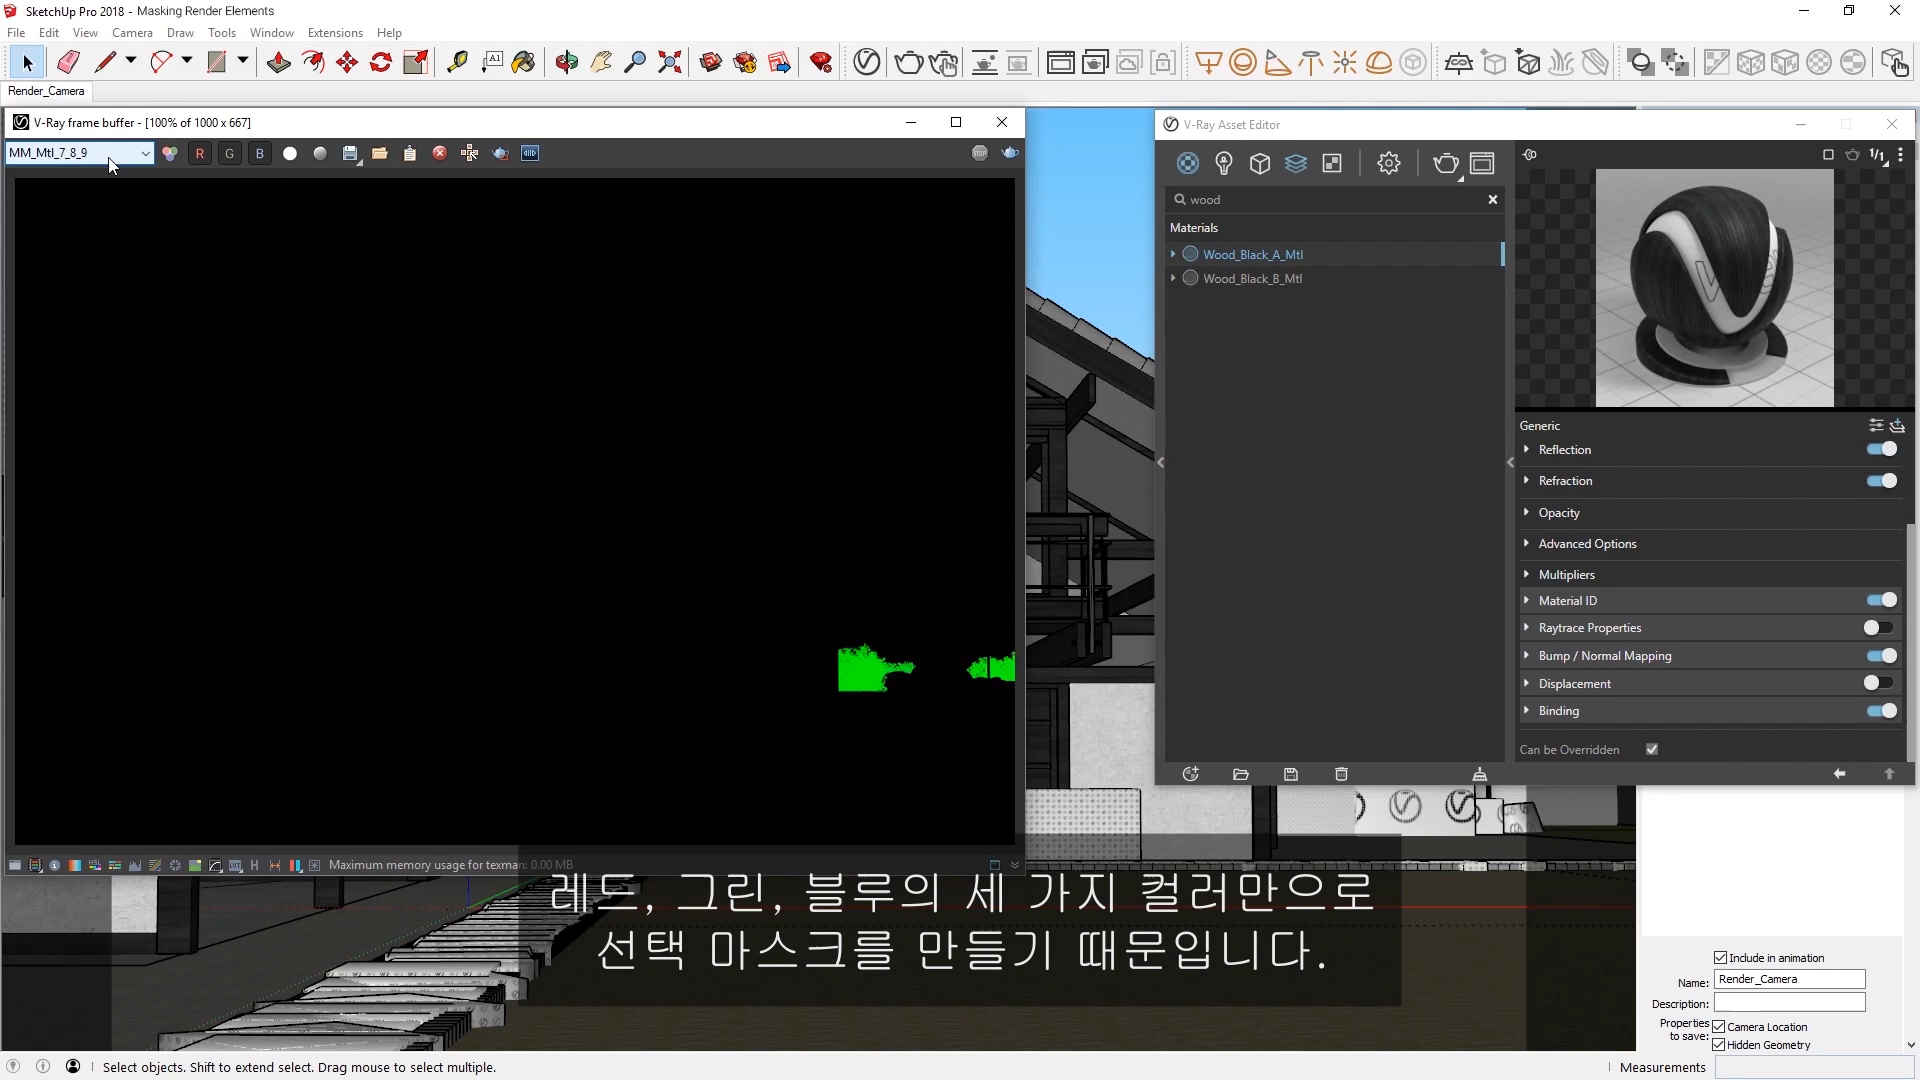 SketchUp Pro 2018 - Masking Render Elements
File Edit View Camera Draw Tools Window Extensions Help
Render_Camera
V-Ray frame buffer - [100% of 1000 x 667]
MM_Mtl_7_8_9
R G B
Maximum memory usage for texman: 0.00 MB
V-Ray Asset Editor
wood
Materials
Wood_Black_A_Mtl
Wood_Black_B_Mtl
1/1
Generic
Reflection
Refraction
Opacity
Advanced Options
Multipliers
Material ID
Raytrace Properties
Bump / Normal Mapping
Displacement
Binding
Can be Overridden
레드, 그린, 블루의 세 가지 컬러만으로
선택 마스크를 만들기 때문입니다.
Include in animation
Name: Render_Camera
Description:
Properties
to save:
Camera Location
Hidden Geometry
Select objects. Shift to extend select. Drag mouse to select multiple.
Measurements